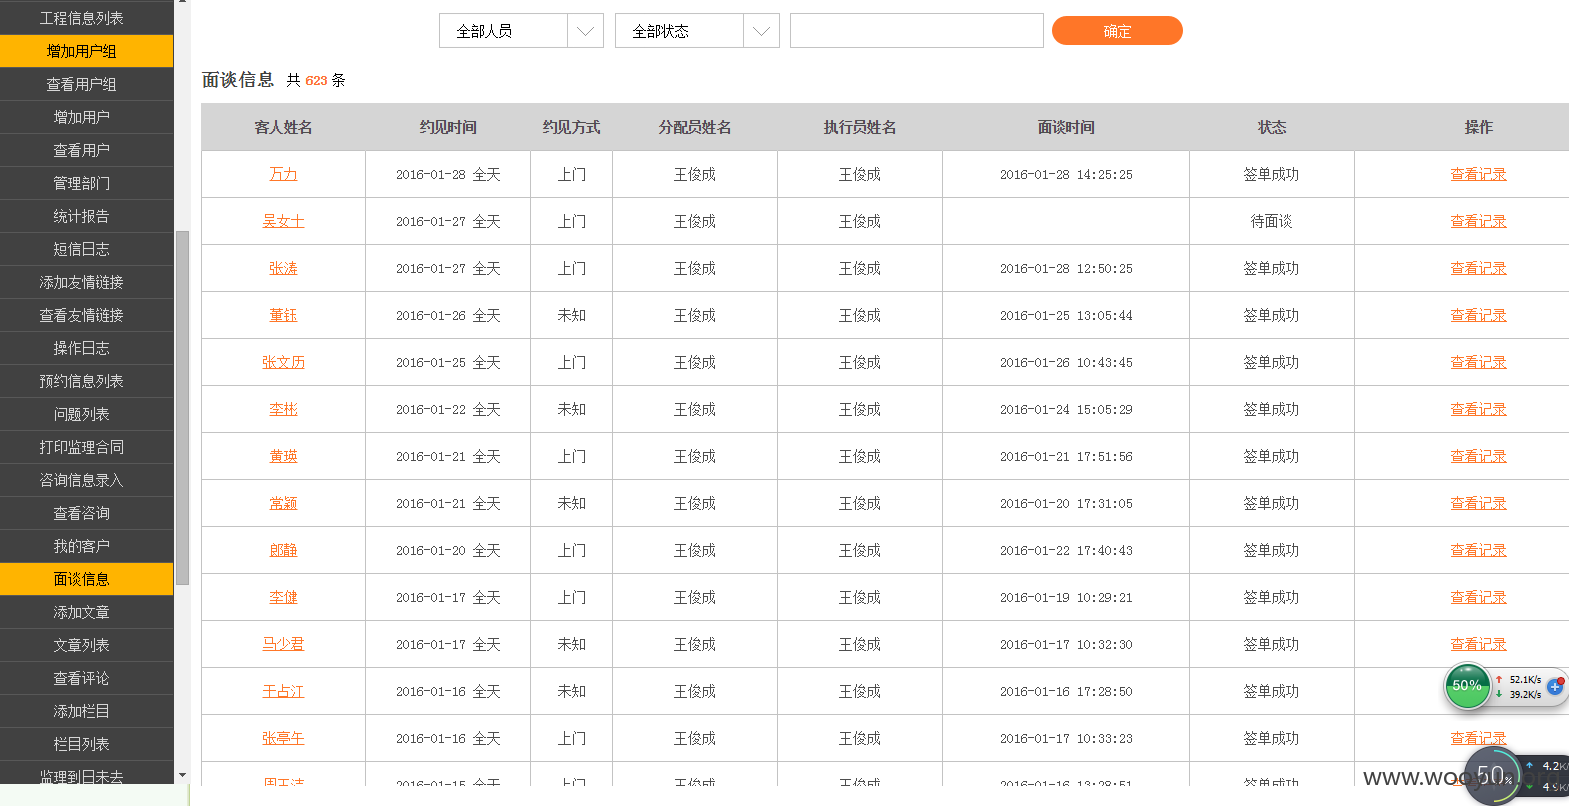 工程信息列表
增加用户组
查看用户组
增加用户
查看用户
管理部门
统计报告
短信日志
添加友情链接
查看友情链接
操作日志
预约信息列表
问题列表
打印监理合同
咨询信息录入
查看咨询
我的客户
面谈信息
添加文章
文章列表
查看评论
添加栏目
栏目列表
监理到日未去
全部人员 全部状态 确定
面谈信息 共 623 条
客人姓名 约见时间 约见方式 分配员姓名 执行员姓名 面谈时间 状态 操作
万力 2016-01-28 全天 上门 王俊成 王俊成 2016-01-28 14:25:25 签单成功 查看记录
吴女士 2016-01-27 全天 上门 王俊成 王俊成 待面谈 查看记录
张涛 2016-01-27 全天 上门 王俊成 王俊成 2016-01-28 12:50:25 签单成功 查看记录
董钰 2016-01-26 全天 未知 王俊成 王俊成 2016-01-25 13:05:44 签单成功 查看记录
张文历 2016-01-25 全天 上门 王俊成 王俊成 2016-01-26 10:43:45 签单成功 查看记录
李彬 2016-01-22 全天 未知 王俊成 王俊成 2016-01-24 15:05:29 签单成功 查看记录
黄瑛 2016-01-21 全天 上门 王俊成 王俊成 2016-01-21 17:51:56 签单成功 查看记录
常颖 2016-01-21 全天 未知 王俊成 王俊成 2016-01-20 17:31:05 签单成功 查看记录
郎静 2016-01-20 全天 上门 王俊成 王俊成 2016-01-22 17:40:43 签单成功 查看记录
李健 2016-01-17 全天 上门 王俊成 王俊成 2016-01-19 10:29:21 签单成功 查看记录
马少君 2016-01-17 全天 未知 王俊成 王俊成 2016-01-17 10:32:30 签单成功 查看记录
于占江 2016-01-16 全天 未知 王俊成 王俊成 2016-01-16 17:28:50 签单成功 查看记录
张亭午 2016-01-16 全天 上门 王俊成 王俊成 2016-01-17 10:33:23 签单成功 查看记录
2016-01-15 全天 上门 王俊成 王俊成 2016-01-16 13:28:51 签单成功
50% 52.1K/s
39.2K/s
50% 4.2K/
4.9K/